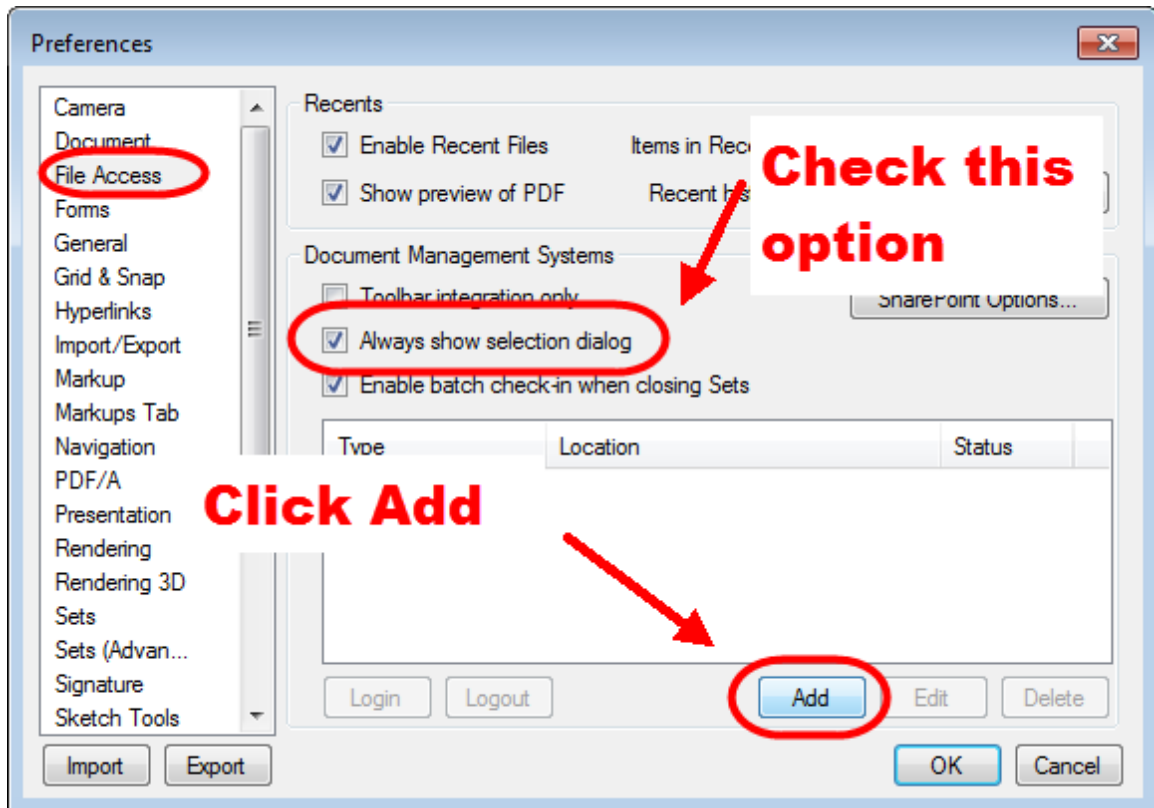 Preferences
Camera
Document
File Access
Forms
General
Grid & Snap
Hyperlinks
Import/Export
Markup
Markups Tab
Navigation
PDF/A
Presentation
Rendering
Rendering 3D
Sets
Sets (Advan...
Signature
Sketch Tools
Import Export
Recents
Enable Recent Files Items in
Show preview of PDF Recent
Check this
option
Document Management Systems
Toolbar integration only
SharePoint Options...
Always show selection dialog
Enable batch check-in when closing Sets
Type Location Status
Click Add
Login Logout Add Edit Delete
OK Cancel